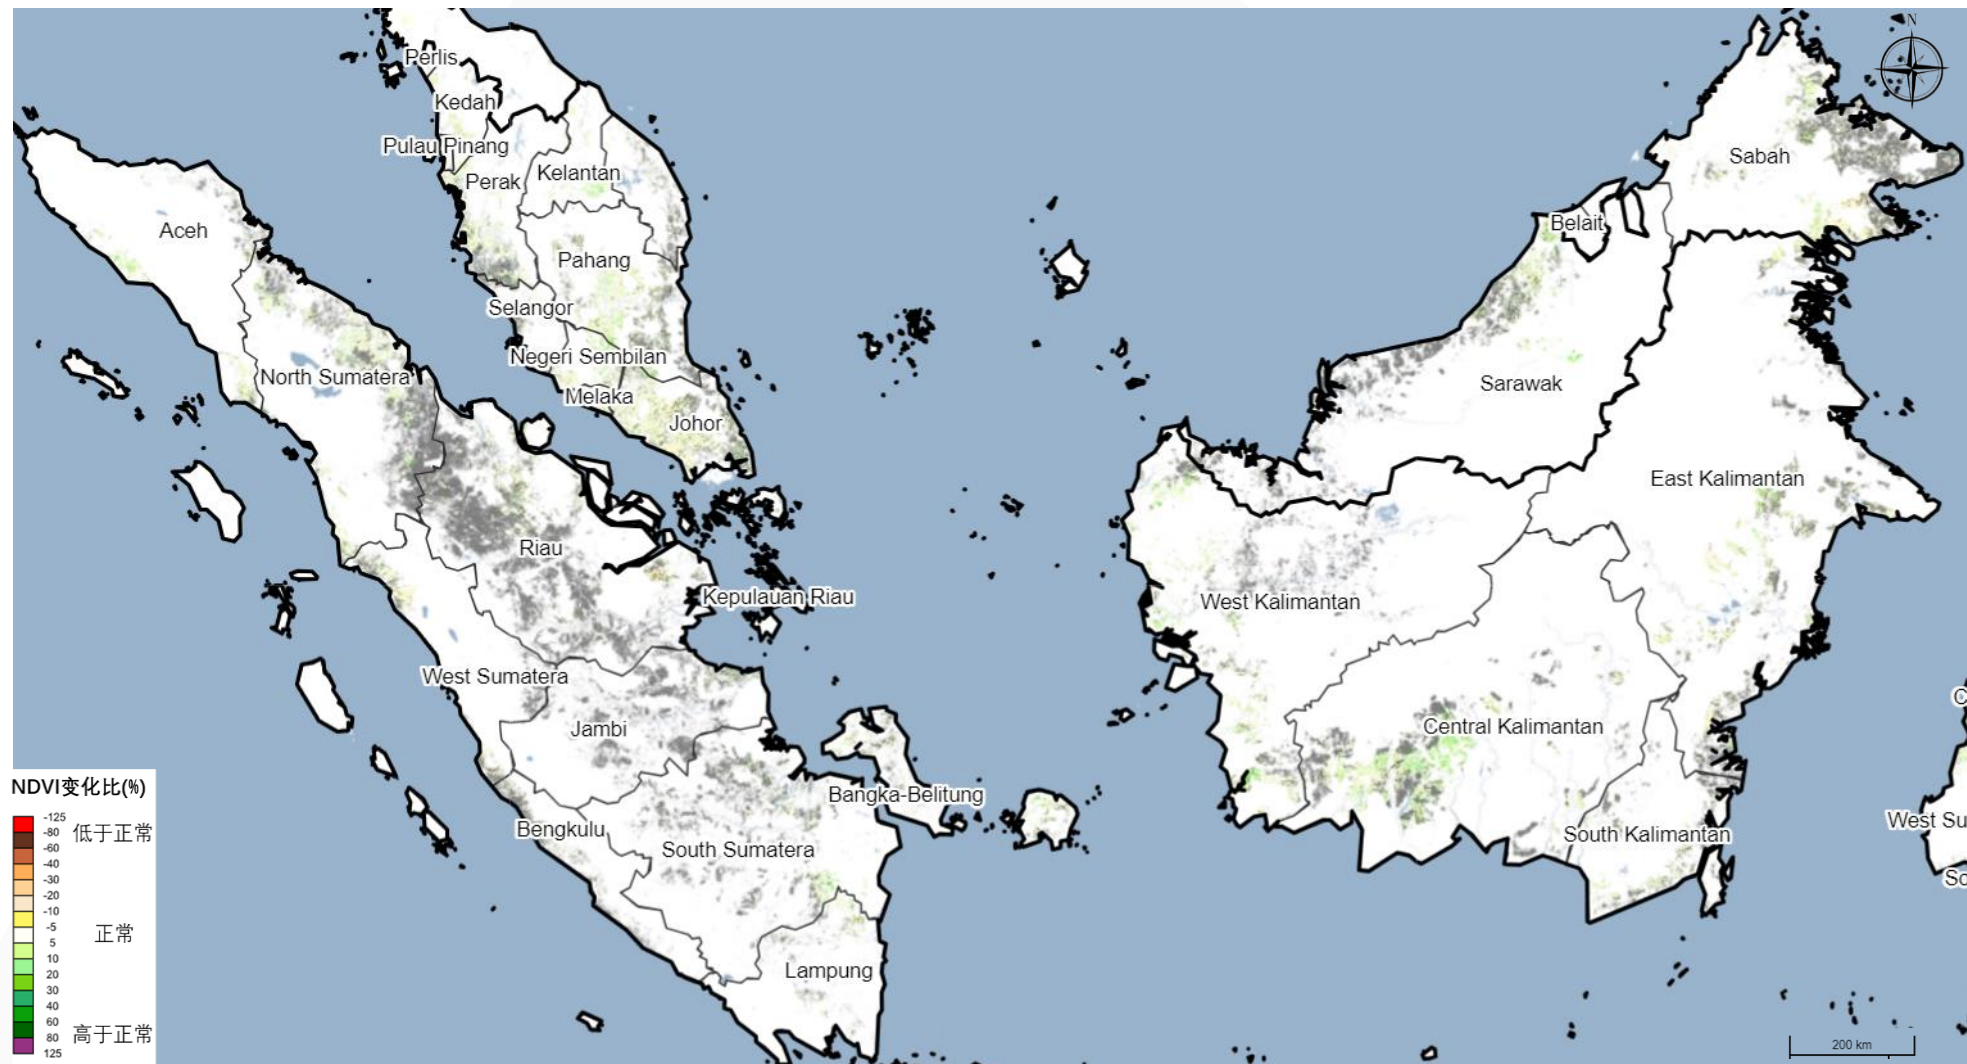 N
Perlis
Kedah
Pulau Pinang
Perak
Kelantan
Sabah
Aceh
Belait
Pahang
Selangor
Negeri Sembilan
North Sumatera
Melaka
Sarawak
Johor
East Kalimantan
Riau
Kepulauan Riau
West Kalimantan
West Sumatera
Jambi
Central Kalimantan
C
Bangka-Belitung
Bengkulu
South Sumatera
South Kalimantan
West Su
So
Lampung
NDVI变化比(%)
-125
低于正常
-80
-60
-40
-30
-20
-10
-5
正常
5
10
20
30
40
60
高于正常
80
125
200 km